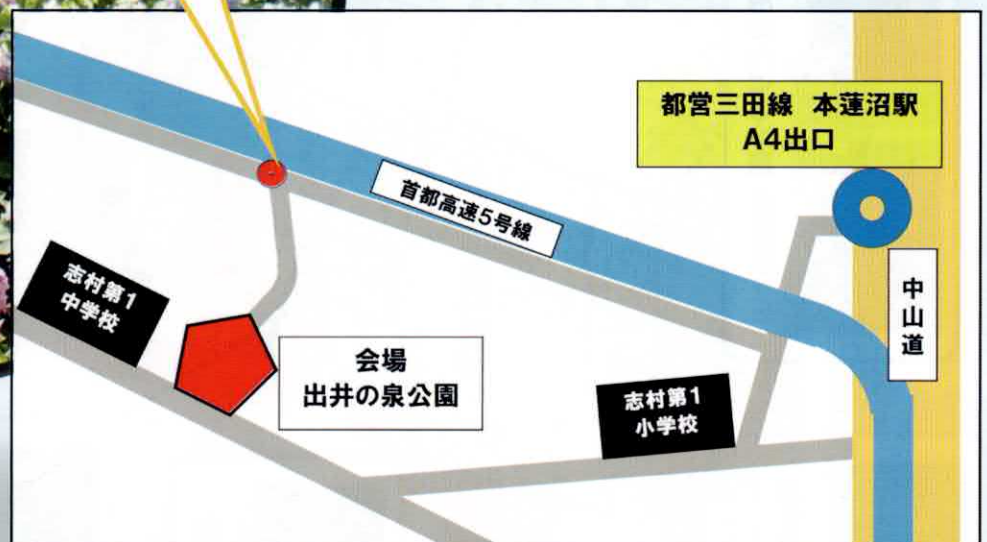 都営三田線 本蓮沼駅
A4出口
首都高速5号線
中山道
志村第1
中学校
会場
出井の泉公園
志村第1
小学校